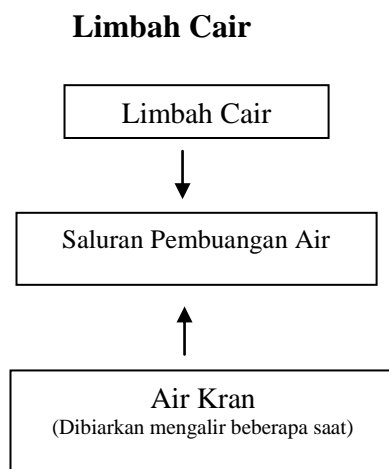 Limbah Cair
Limbah Cair
Saluran Pembuangan Air
Air Kran
(Dibiarkan mengalir beberapa saat)